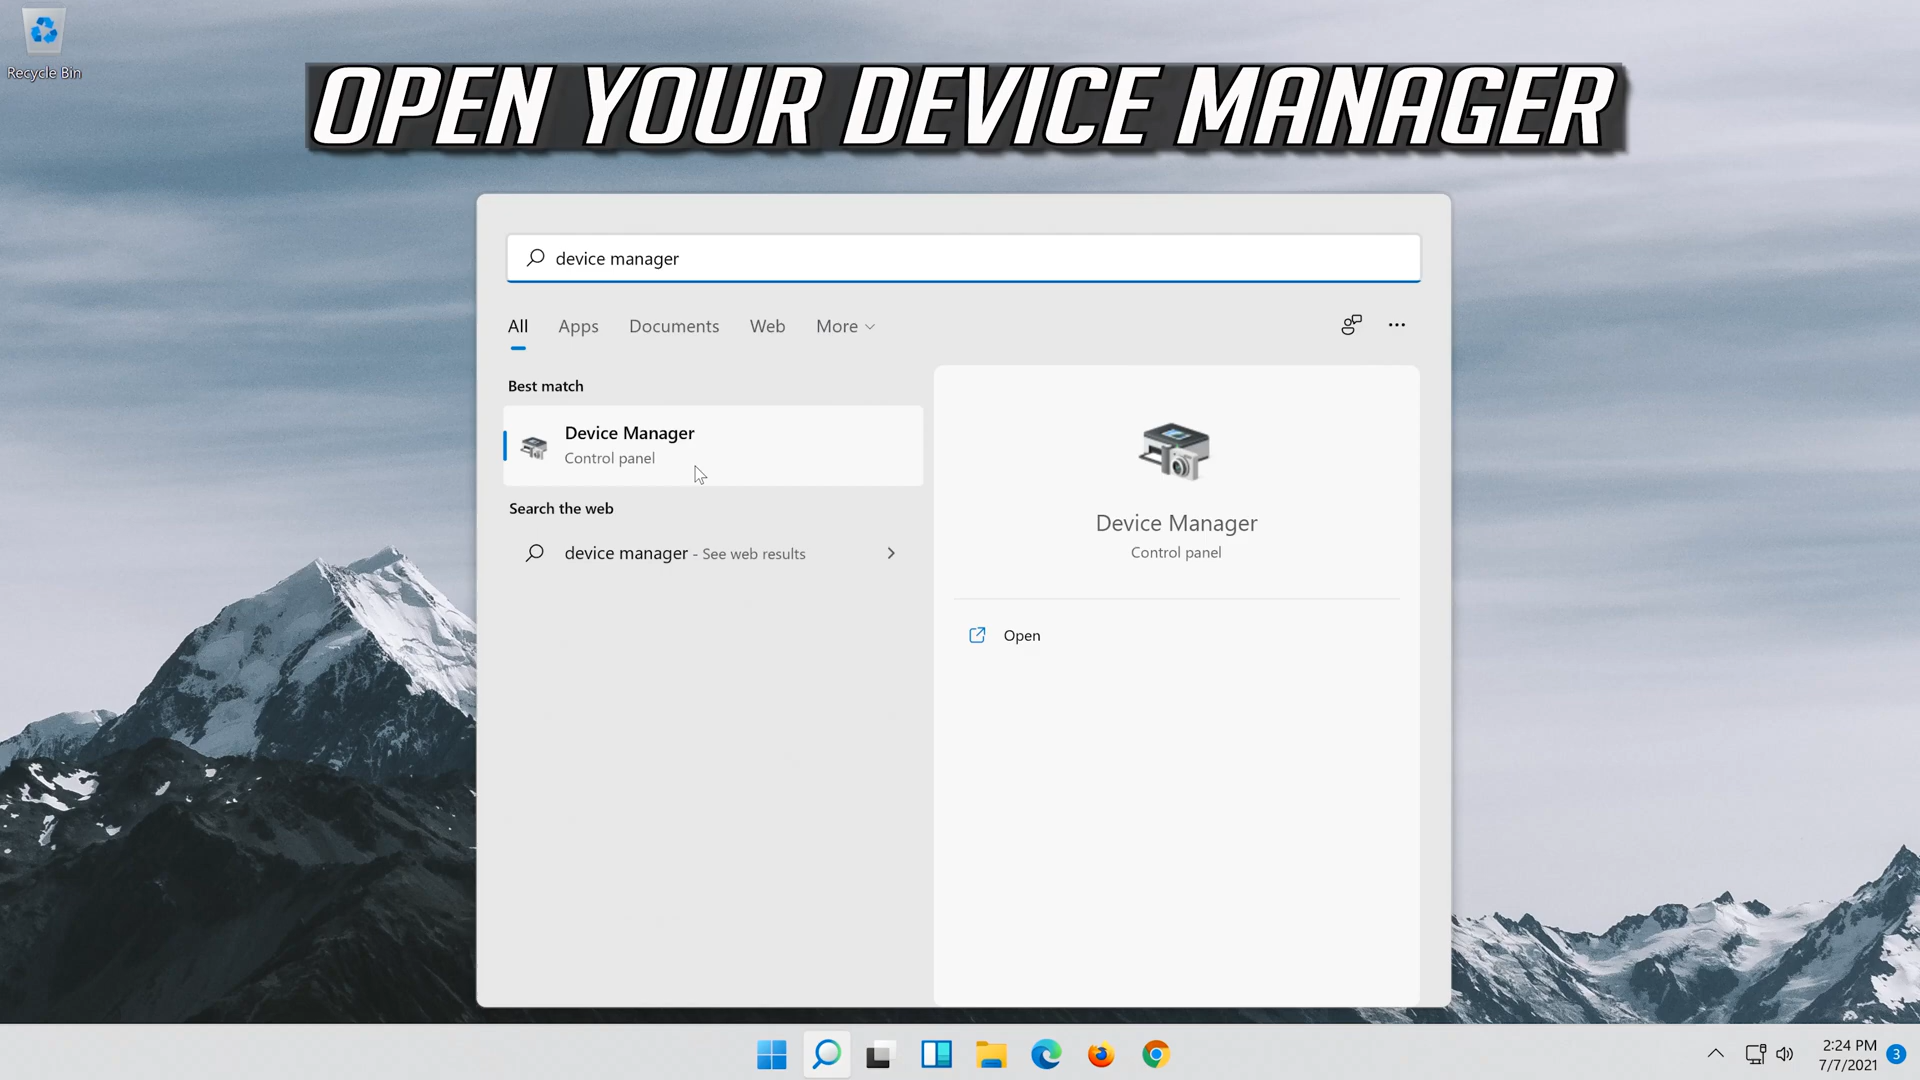 Recycle Bin
OPEN YOUR DEVICE MANAGER
device manager
All Apps Documents Web More
Best match
Device Manager
Control panel
Search the web
device manager - See web results
Device Manager
Control panel
Open
2:24 PM
7/7/2021
3